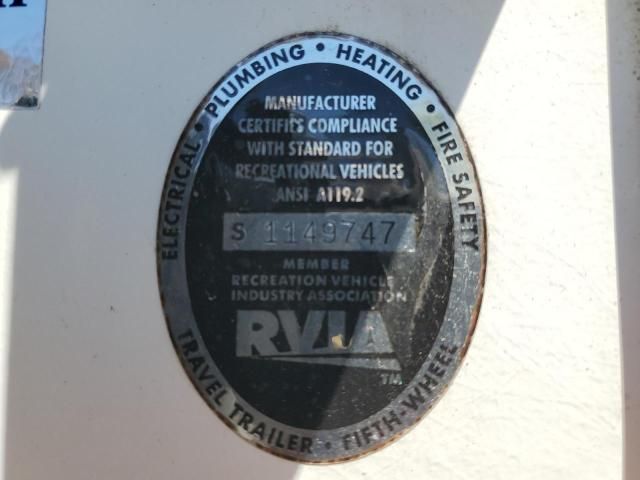 ELECTRICAL • PLUMBING • HEATING • FIRE SAFETY
MANUFACTURER
CERTIFIES COMPLIANCE
WITH STANDARD FOR
RECREATIONAL VEHICLES
ANSI A119.2
S 1149747
MEMBER
RECREATION VEHICLE
INDUSTRY ASSOCIATION
RVIA
TM
TRAVEL TRAILER • FIFTH-WHEEL